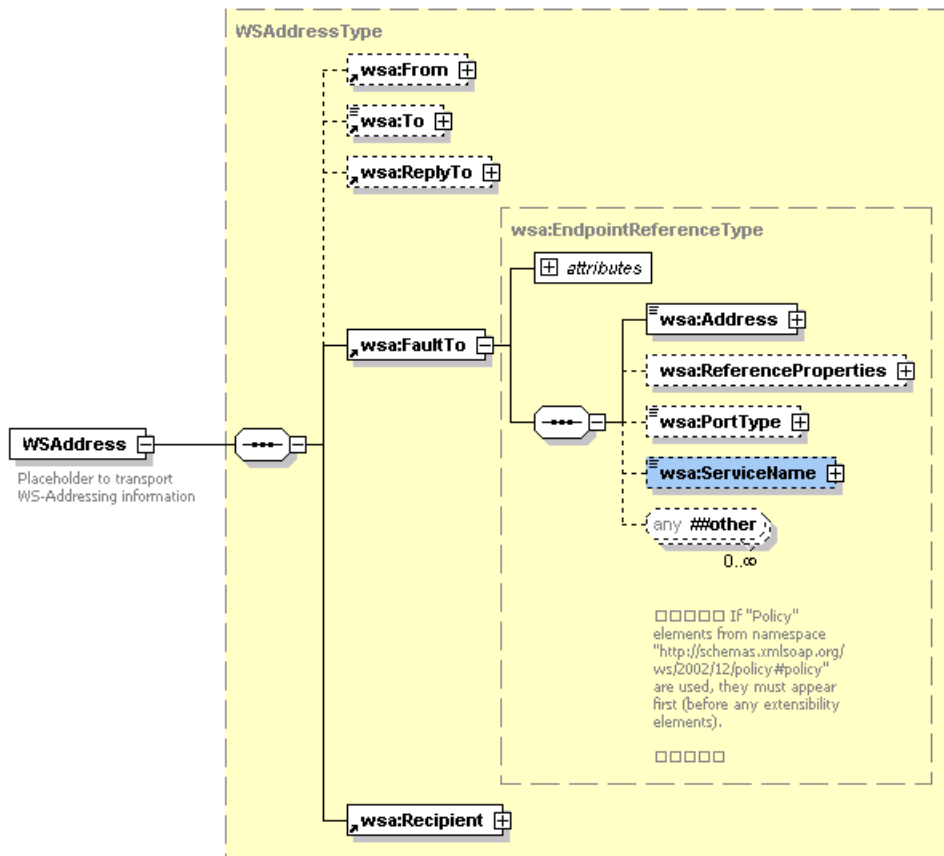 WSAddressType
wsa:From
wsa:To
wsa:ReplyTo
wsa:EndpointReferenceType
attributes
wsa:Address
wsa:FaultTo
wsa:ReferenceProperties
wsa:PortType
WSAddress
Placeholder to transport
WS-Addressing information
wsa:ServiceName
any ##other
0..∞
□□□□□ If "Policy"
elements from namespace
"http://schemas.xmlsoap.org/
ws/2002/12/policy#policy"
are used, they must appear
first (before any extensibility
elements).
□□□□□
wsa:Recipient